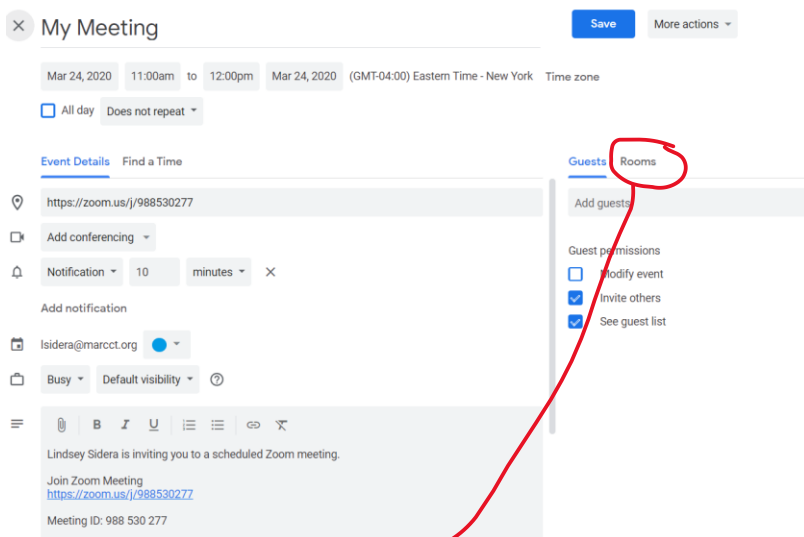 My Meeting
Save
More actions
Mar 24, 2020 11:00am to 12:00pm Mar 24, 2020 (GMT-04:00) Eastern Time - New York Time zone
All day Does not repeat
Event Details Find a Time
Guests Rooms
https://zoom.us/j/988530277
Add guests
Add conferencing
Guest permissions
Notification 10 minutes
Modify event
Invite others
Add notification
See guest list
lsidera@marcct.org
Busy Default visibility
B I U
Lindsey Sidera is inviting you to a scheduled Zoom meeting.
Join Zoom Meeting
https://zoom.us/j/988530277
Meeting ID: 988 530 277